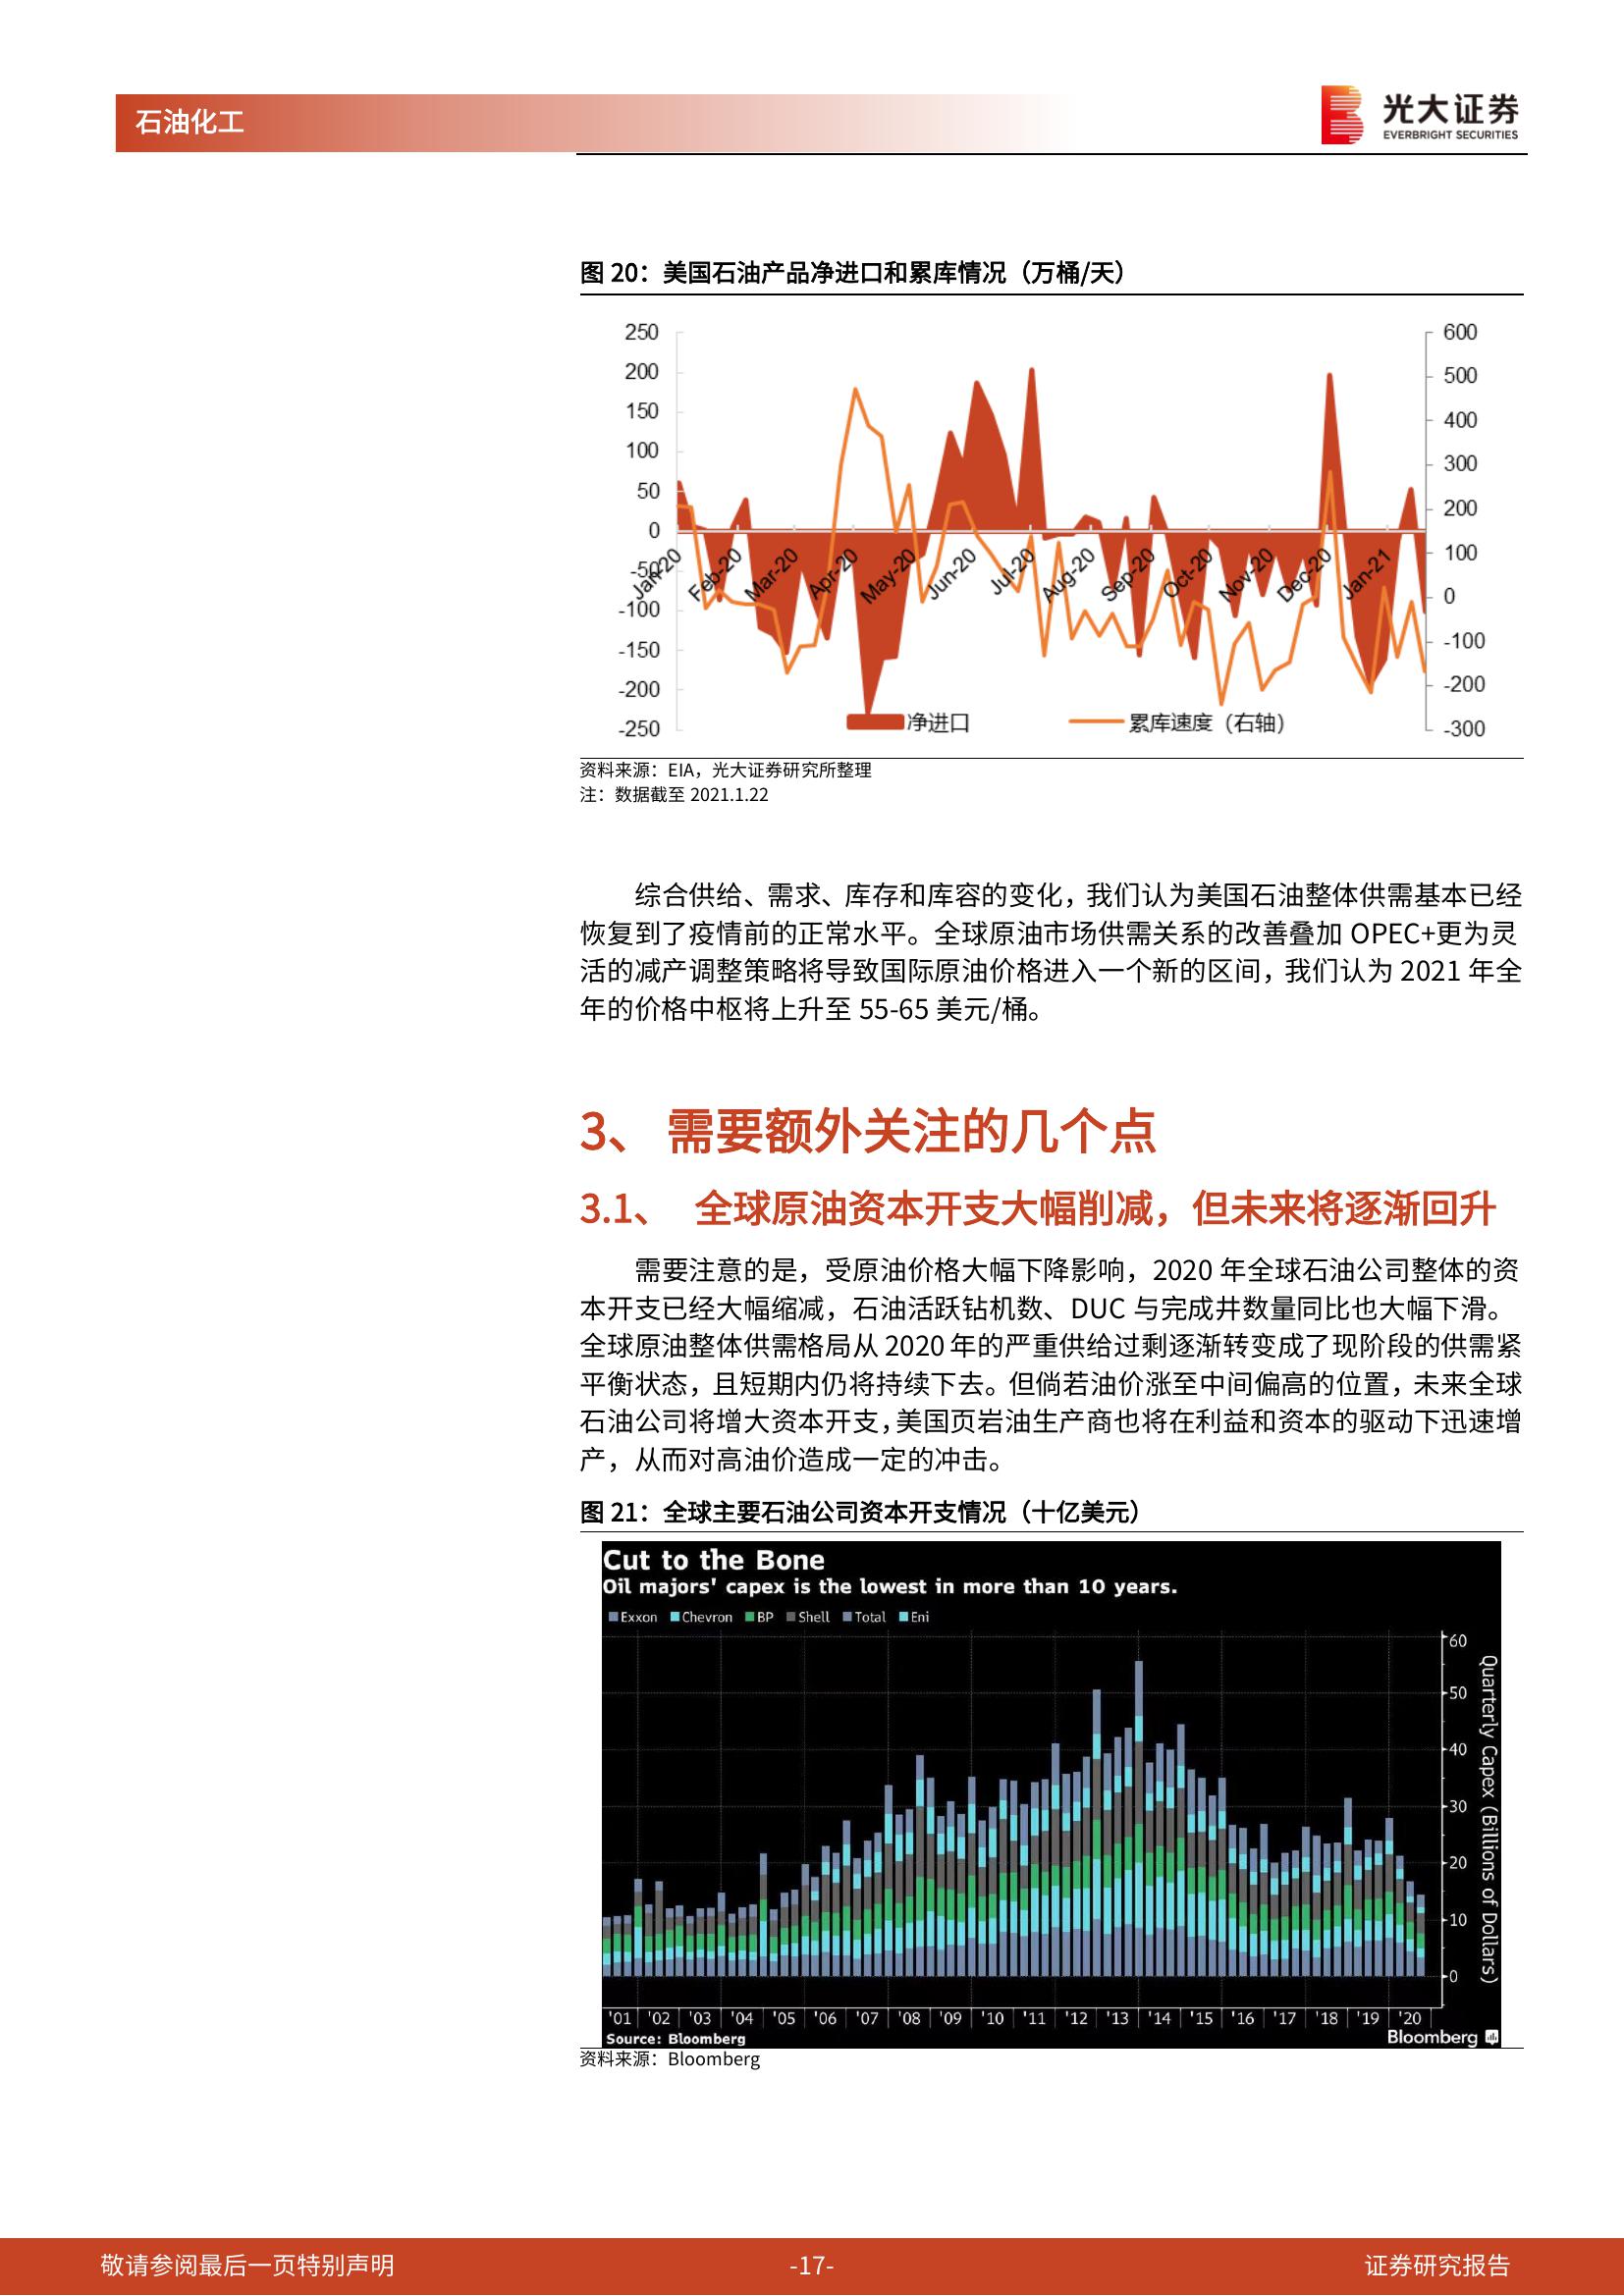 石油化工
光大证券
EVERBRIGHT SECURITIES
图 20：美国石油产品净进口和累库情况（万桶/天）
250
200
150
100
50
0
-50
-100
-150
-200
-250
600
500
400
300
200
100
0
-100
-200
-300
Jan-20
Feb-20
Mar-20
Apr-20
May-20
Jun-20
Jul-20
Aug-20
Sep-20
Oct-20
Nov-20
Dec-20
Jan-21
净进口
累库速度（右轴）
资料来源：EIA，光大证券研究所整理
注：数据截至 2021.1.22
综合供给、需求、库存和库容的变化，我们认为美国石油整体供需基本已经
恢复到了疫情前的正常水平。全球原油市场供需关系的改善叠加 OPEC+更为灵
活的减产调整策略将导致国际原油价格进入一个新的区间，我们认为 2021 年全
年的价格中枢将上升至 55-65 美元/桶。
3、 需要额外关注的几个点
3.1、 全球原油资本开支大幅削减，但未来将逐渐回升
需要注意的是，受原油价格大幅下降影响，2020 年全球石油公司整体的资
本开支已经大幅缩减，石油活跃钻机数、DUC 与完成井数量同比也大幅下滑。
全球原油整体供需格局从 2020 年的严重供给过剩逐渐转变成了现阶段的供需紧
平衡状态，且短期内仍将持续下去。但倘若油价涨至中间偏高的位置，未来全球
石油公司将增大资本开支，美国页岩油生产商也将在利益和资本的驱动下迅速增
产，从而对高油价造成一定的冲击。
图 21：全球主要石油公司资本开支情况（十亿美元）
Cut to the Bone
Oil majors' capex is the lowest in more than 10 years.
Exxon Chevron BP Shell Total Eni
60
50
40
30
20
10
0
Quarterly Capex (Billions of Dollars)
'01 '02 '03 '04 '05 '06 '07 '08 '09 '10 '11 '12 '13 '14 '15 '16 '17 '18 '19 '20
Source: Bloomberg
Bloomberg
资料来源：Bloomberg
敬请参阅最后一页特别声明
-17-
证券研究报告